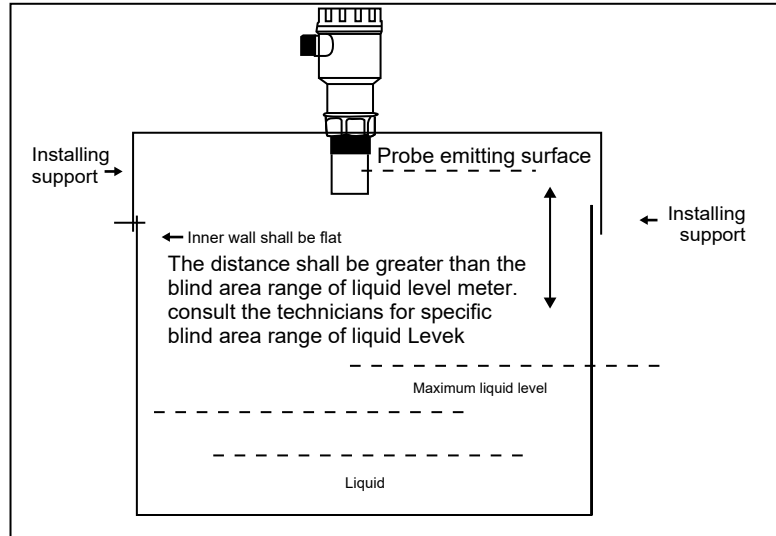 Probe emitting surface
Installing
support
Installing
support
Inner wall shall be flat
The distance shall be greater than the
blind area range of liquid level meter.
consult the technicians for specific
blind area range of liquid Levek
Maximum liquid level
Liquid